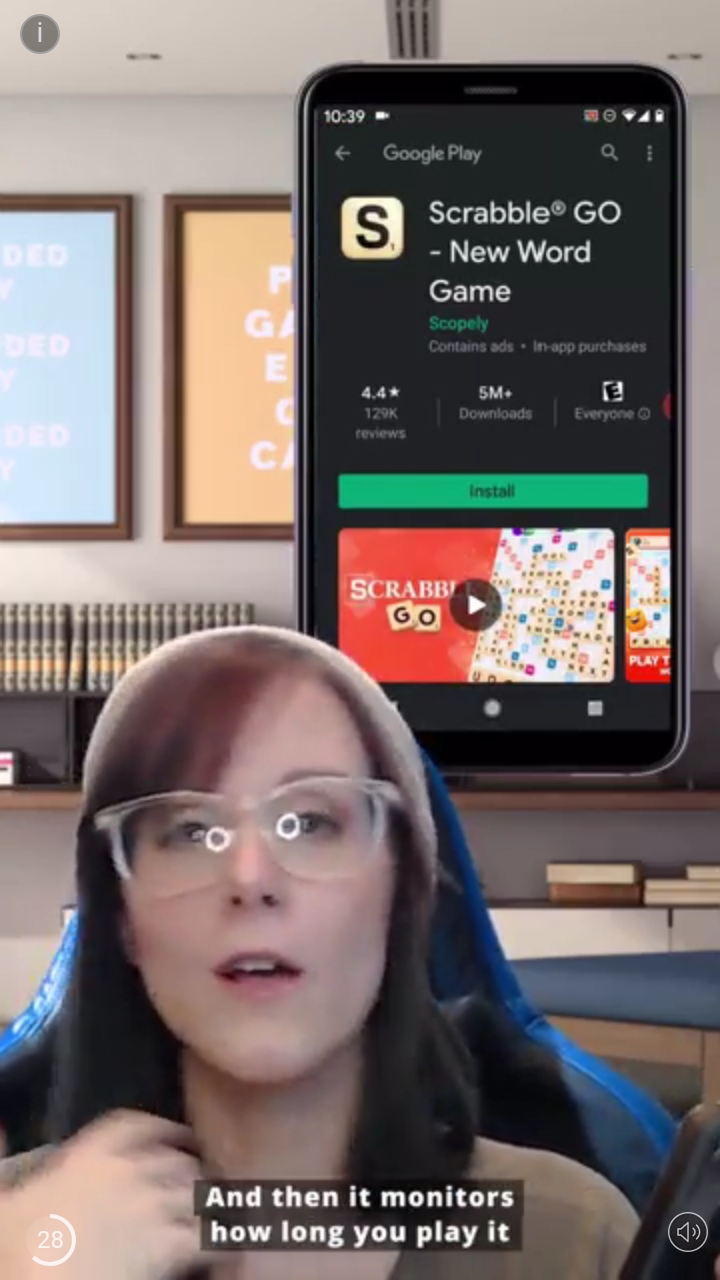 i
10:39
Google Play
S
1
Scrabble® GO
- New Word
Game
Scopely
Contains ads • In-app purchases
4.4★
129K
reviews
5M+
Downloads
E
Everyone
Install
SCRABBL
GO
PLAY T
DED
Y
DED
Y
DED
Y
P
GA
E
C
CA
And then it monitors
how long you play it
28